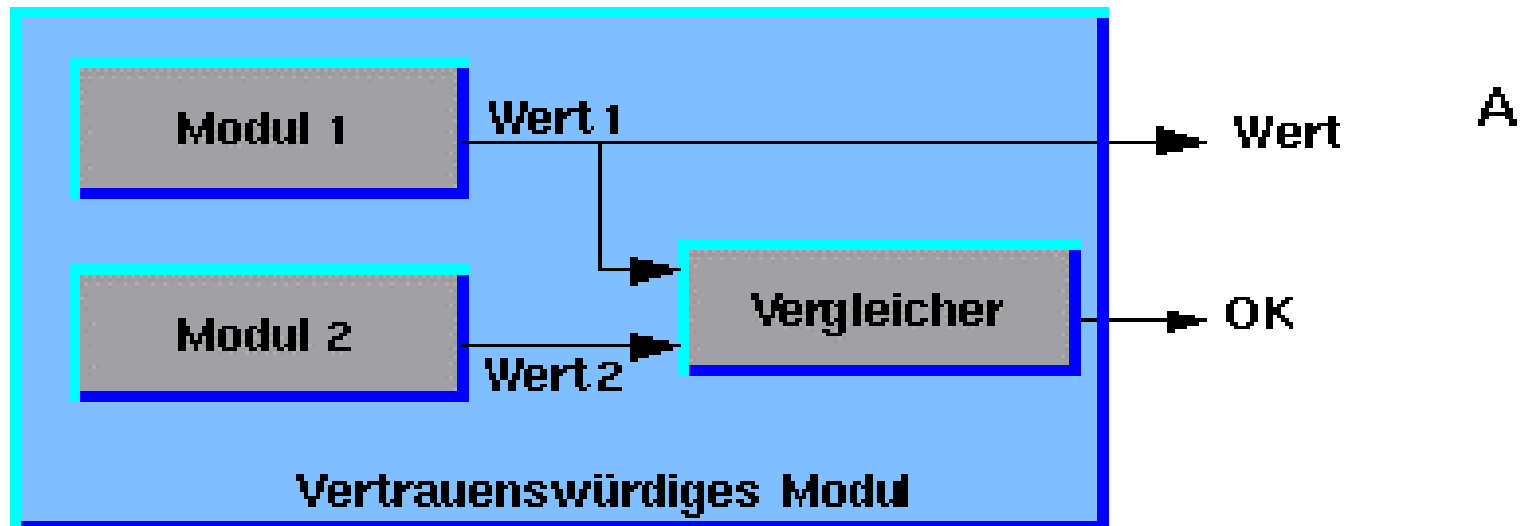 Modul 1
Wert 1
Wert
A
Modul 2
Wert 2
Vergleicher
OK
Vertrauenswürdiges Modul